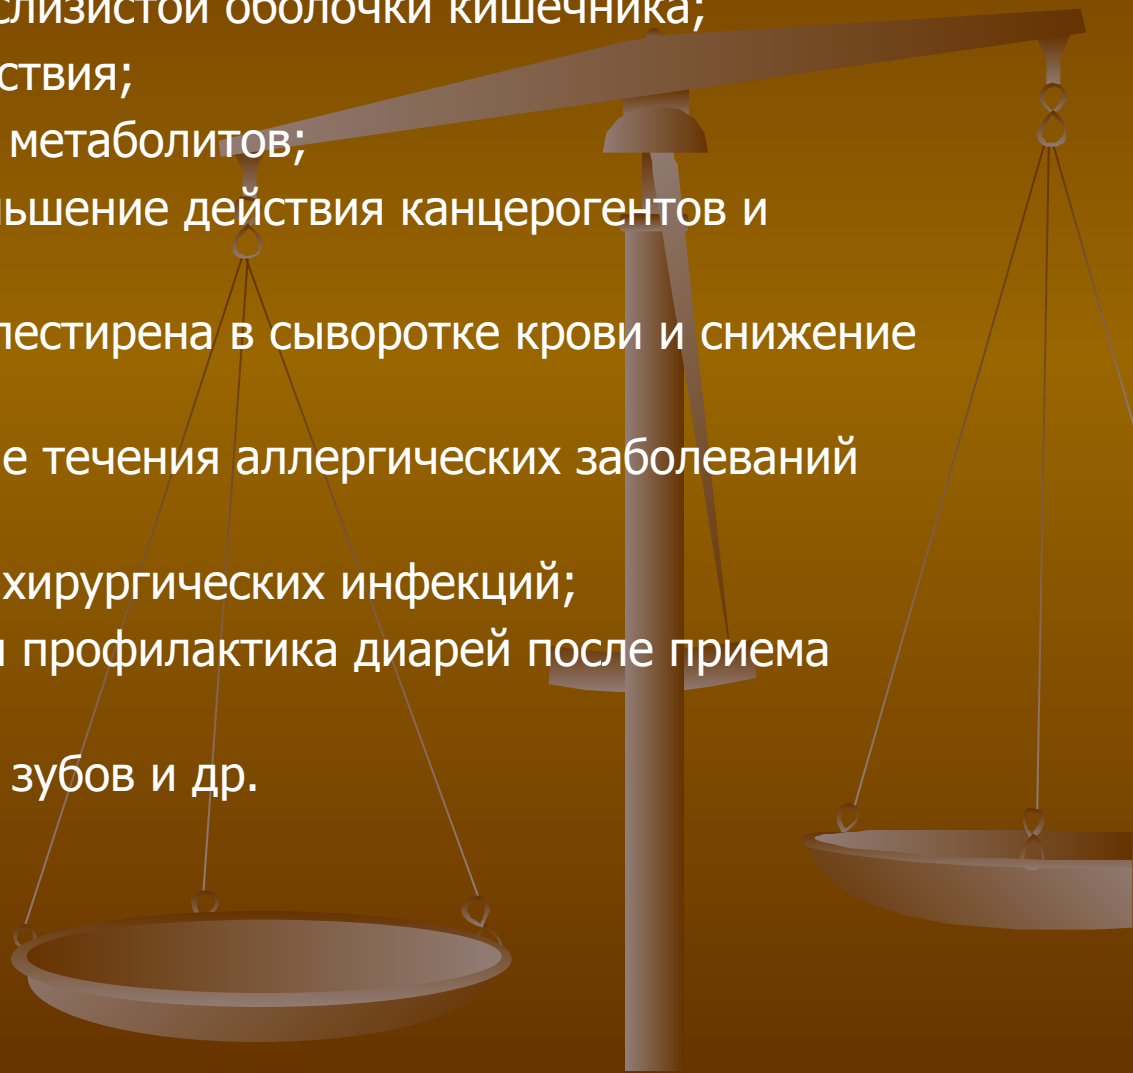 слизистой оболочки кишечника;
ствия;
метаболитов;
ньшение действия канцерогентов и
лестирена в сыворотке крови и снижение
е течения аллергических заболеваний
хирургических инфекций;
и профилактика диарей после приема
зубов и др.